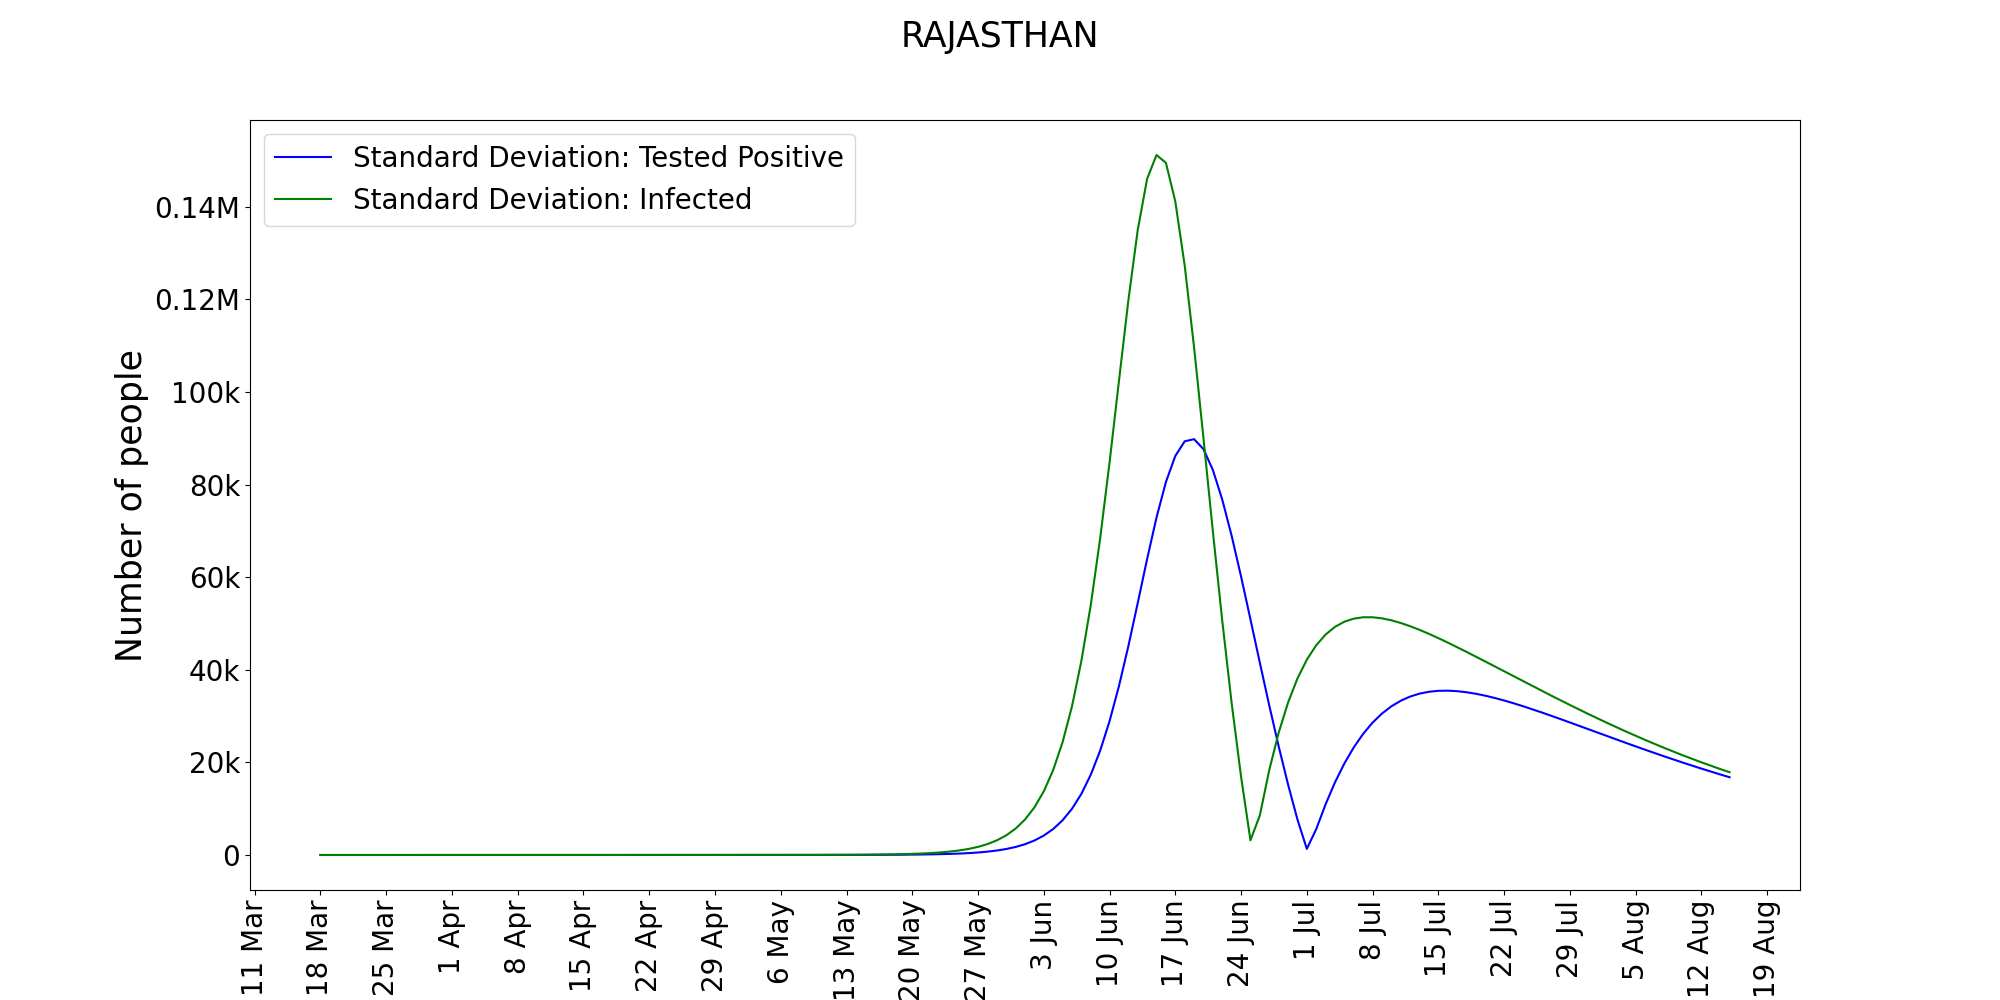 RAJASTHAN
Standard Deviation: Tested Positive
Standard Deviation: Infected
Number of people
0.14M
0.12M
100k
80k
60k
40k
20k
0
11 Mar
18 Mar
25 Mar
1 Apr
8 Apr
15 Apr
22 Apr
29 Apr
6 May
13 May
20 May
27 May
3 Jun
10 Jun
17 Jun
24 Jun
1 Jul
8 Jul
15 Jul
22 Jul
29 Jul
5 Aug
12 Aug
19 Aug